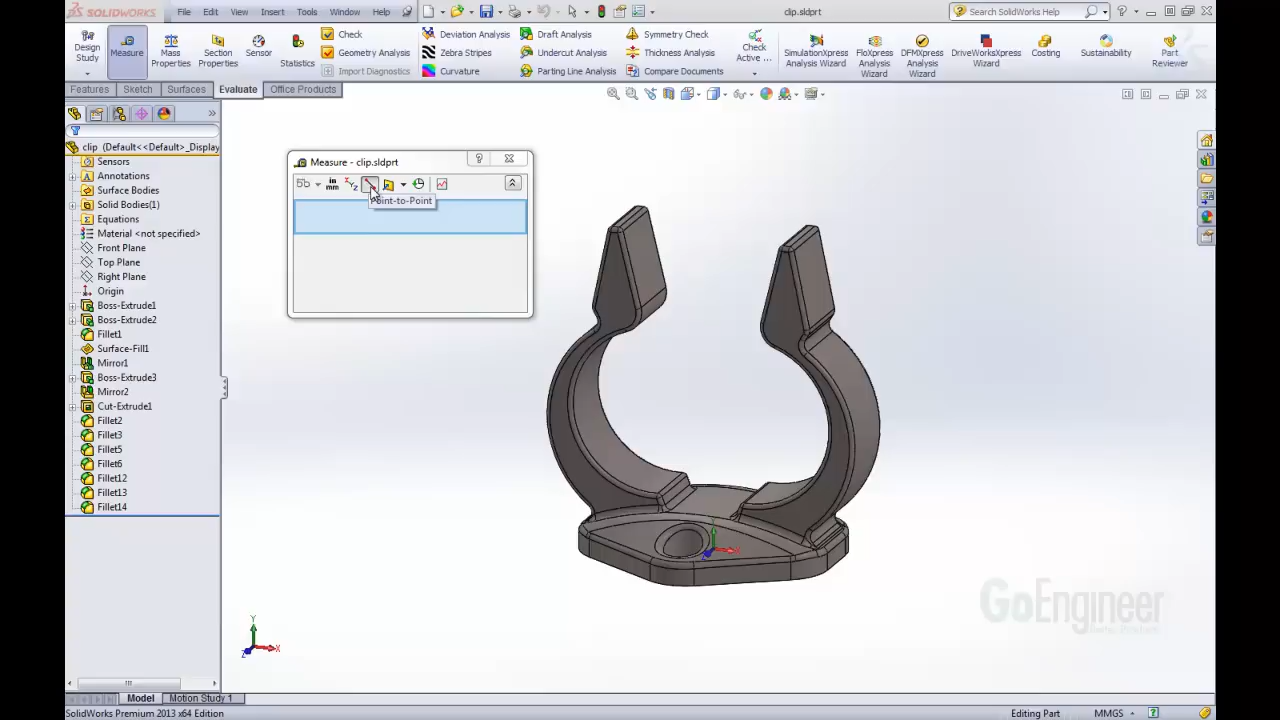 SOLIDWORKS File Edit View Insert Tools Window Help clip.sldprt Search SolidWorks Help
Design Study
Measure
Mass Properties
Section Properties
Sensor
Statistics
Check
Geometry Analysis
Import Diagnostics
Deviation Analysis
Zebra Stripes
Curvature
Draft Analysis
Undercut Analysis
Parting Line Analysis
Symmetry Check
Thickness Analysis
Compare Documents
Check Active ...
SimulationXpress Analysis Wizard
FloXpress Analysis Wizard
DFMXpress Analysis Wizard
DriveWorksXpress Wizard
Costing
Sustainability
Part Reviewer
Features Sketch Surfaces Evaluate Office Products
clip (Default<<Default>_Display
Sensors
Annotations
Surface Bodies
Solid Bodies(1)
Equations
Material <not specified>
Front Plane
Top Plane
Right Plane
Origin
Boss-Extrude1
Boss-Extrude2
Fillet1
Surface-Fill1
Mirror1
Boss-Extrude3
Mirror2
Cut-Extrude1
Fillet2
Fillet3
Fillet5
Fillet6
Fillet12
Fillet13
Fillet14
Measure - clip.sldprt
in mm
XYZ
Point-to-Point
Y
X
Z
GoEngineer
Model Motion Study 1
SolidWorks Premium 2013 x64 Edition Editing Part MMGS